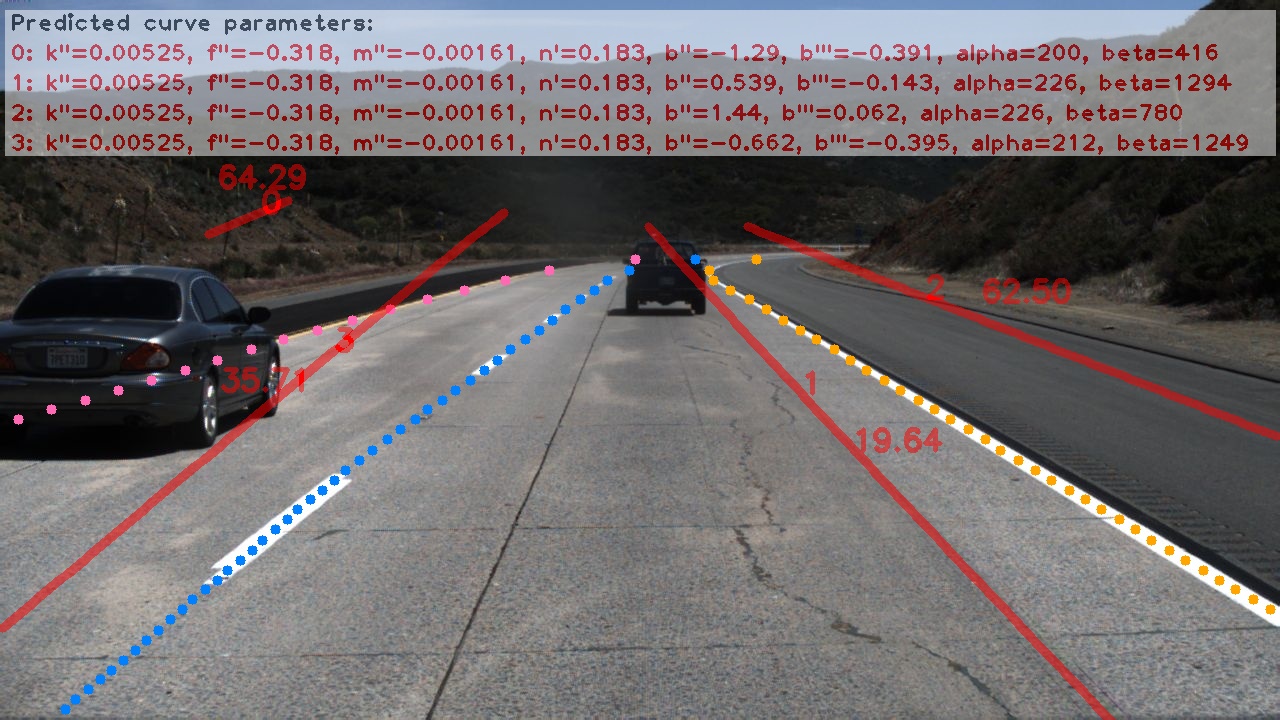 Predicted curve parameters:
0: k''=0.00525, f''=-0.318, m''=-0.00161, n'=0.183, b''=-1.29, b'''=-0.391, alpha=200, beta=416
1: k''=0.00525, f''=-0.318, m''=-0.00161, n'=0.183, b''=0.539, b'''=-0.143, alpha=226, beta=1294
2: k''=0.00525, f''=-0.318, m''=-0.00161, n'=0.183, b''=1.44, b'''=0.062, alpha=226, beta=780
3: k''=0.00525, f''=-0.318, m''=-0.00161, n'=0.183, b''=-0.662, b'''=-0.395, alpha=212, beta=1249
64.29
0
2 62.50
3
35.71
1
19.64